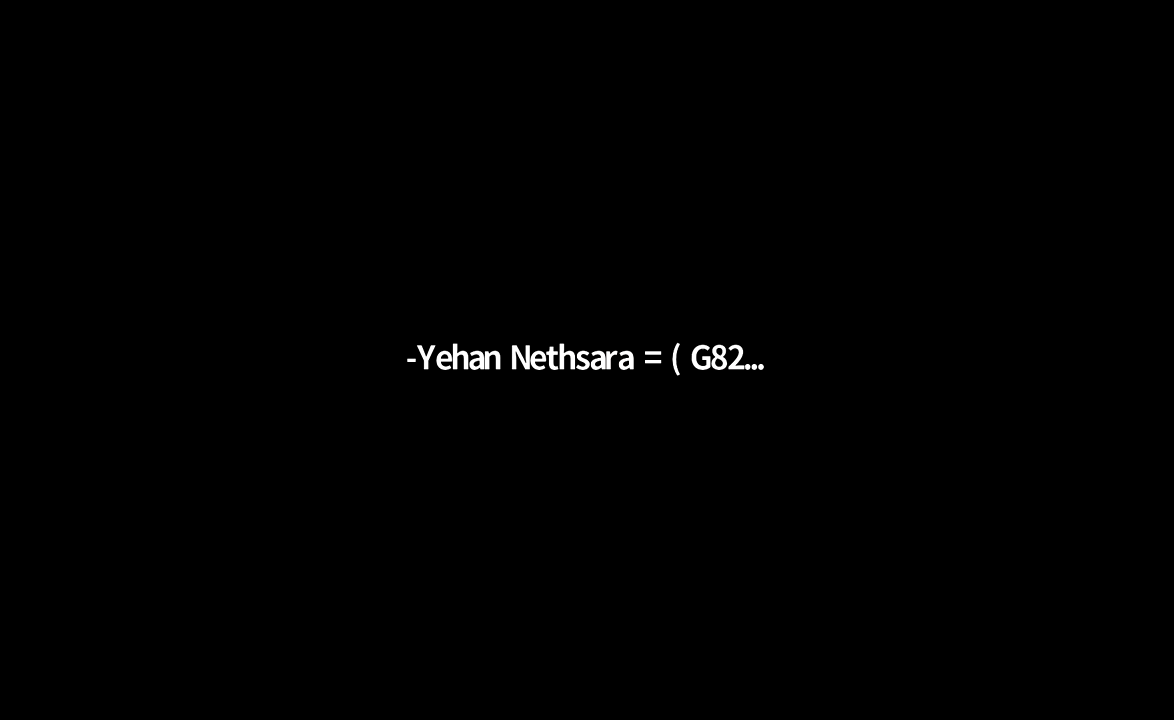 -Yehan Nethsara = ( G82...